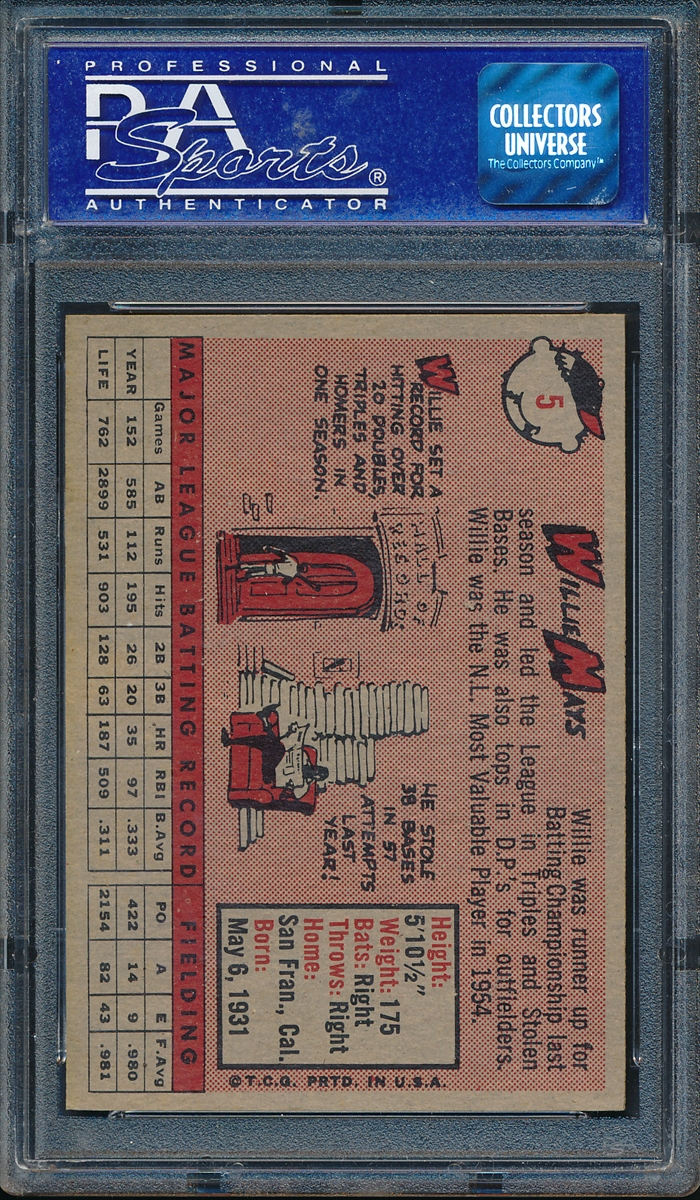 PROFESSIONAL
PSA
Sports®
AUTHENTICATOR
COLLECTORS
UNIVERSE
The Collectors Company™
5
WILLIE MAYS
Willie was runner up for
Batting Championship last
season and led the League in Triples and Stolen
Bases. He was also tops in D.P.'s for outfielders.
Willie was the N.L. Most Valuable Player in 1954.
WILLIE SET A
RECORD FOR
HITTING OVER
20 DOUBLES,
TRIPLES AND
HOMERS IN
ONE SEASON.
HALL OF
RECORDS
HE STOLE
38 BASES
IN 57
ATTEMPTS
LAST
YEAR!
Height:
5'10½"
Weight: 175
Bats: Right
Throws: Right
Home:
San Fran., Cal.
Born:
May 6, 1931
©T.C.G. PRTD. IN U.S.A.
MAJOR LEAGUE BATTING RECORD FIELDING
Games AB Runs Hits 2B 3B HR RBI B.Avg PO A E F.Avg
YEAR 152 585 112 195 26 20 35 97 .333 422 14 9 .980
LIFE 762 2899 531 903 128 63 187 509 .311 2154 82 43 .981